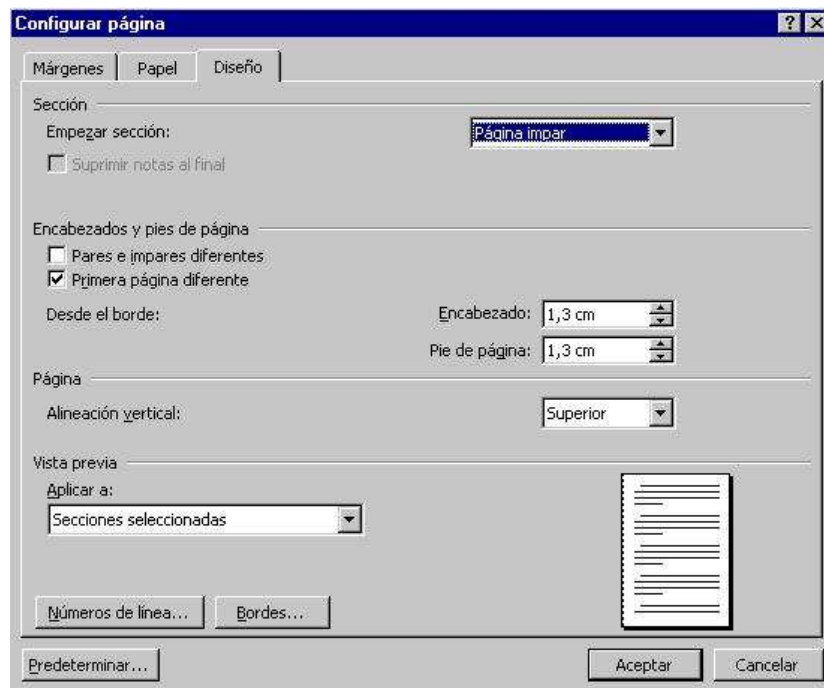 Configurar página
Márgenes Papel Diseño
Sección
Empezar sección: Página impar
Suprimir notas al final
Encabezados y pies de página
Pares e impares diferentes
Primera página diferente
Desde el borde: Encabezado: 1,3 cm
Pie de página: 1,3 cm
Página
Alineación vertical: Superior
Vista previa
Aplicar a:
Secciones seleccionadas
Números de línea... Bordes...
Predeterminar... Aceptar Cancelar